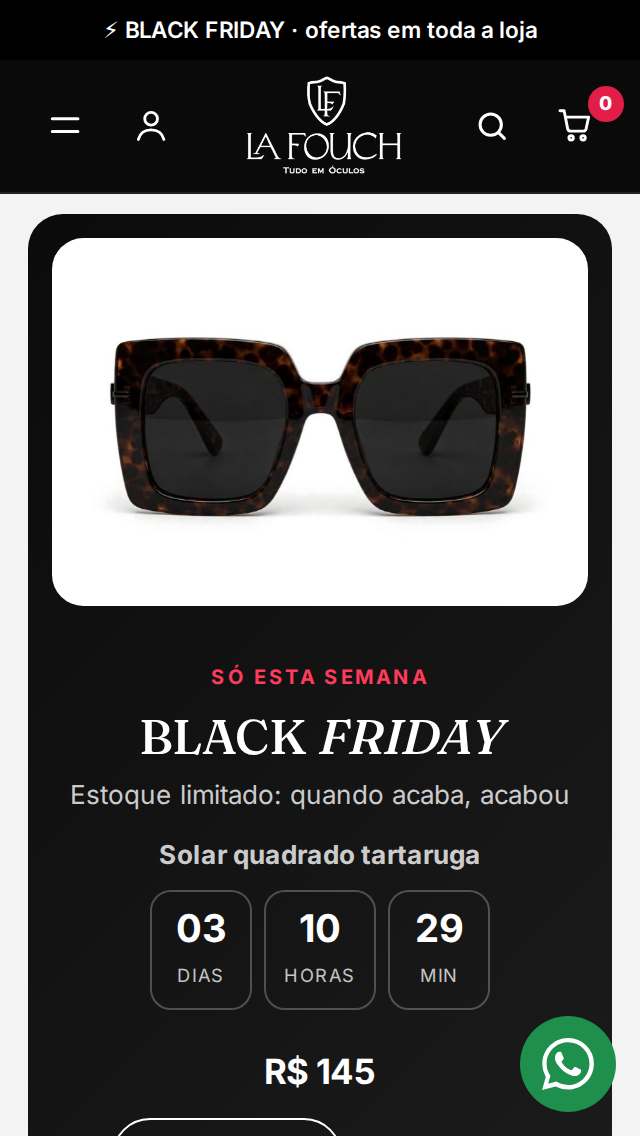 ⚡ BLACK FRIDAY · ofertas em toda a loja
0
LF
LA FOUCH
TUDO EM ÓCULOS
SÓ ESTA SEMANA
BLACK FRIDAY
Estoque limitado: quando acaba, acabou
Solar quadrado tartaruga
03 10 29
DIAS HORAS MIN
R$ 145